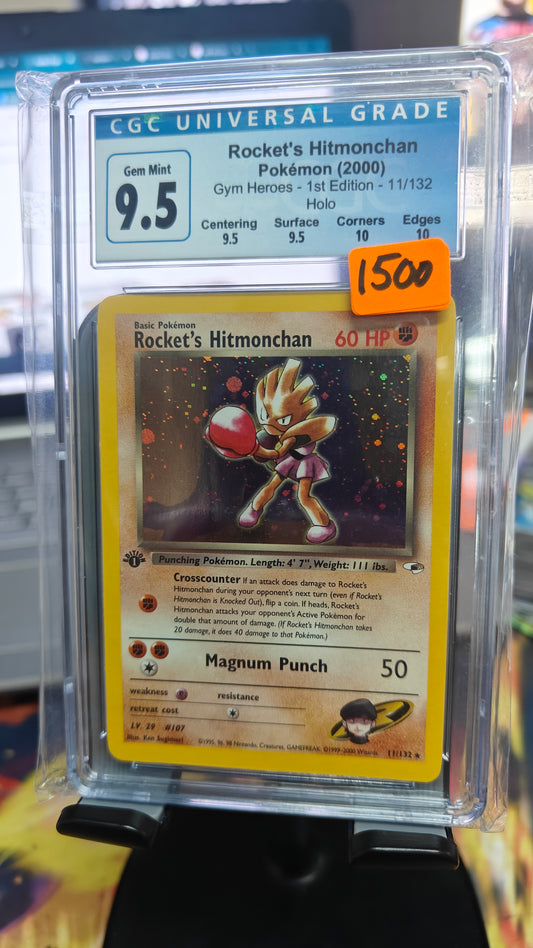 CGC UNIVERSAL GRADE
Gem Mint
9.5
Rocket's Hitmonchan
Pokémon (2000)
Gym Heroes - 1st Edition - 11/132
Holo
Centering Surface Corners Edges
9.5 9.5 10 10
1500
Basic Pokémon
Rocket's Hitmonchan 60 HP
EDITION
1
Punching Pokémon. Length: 4' 7", Weight: 111 lbs.
Crosscounter If an attack does damage to Rocket's
Hitmonchan during your opponent's next turn (even if Rocket's
Hitmonchan is Knocked Out), flip a coin. If heads, Rocket's
Hitmonchan attacks your opponent's Active Pokémon for
double that amount of damage. (If Rocket's Hitmonchan takes
20 damage, it does 40 damage to that Pokémon.)
Magnum Punch 50
weakness resistance
retreat cost
LV. 29 #107
Illus. Ken Sugimori
©1995, 96, 98 Nintendo, Creatures, GAMEFREAK. ©1999-2000 Wizards.
11/132 ★